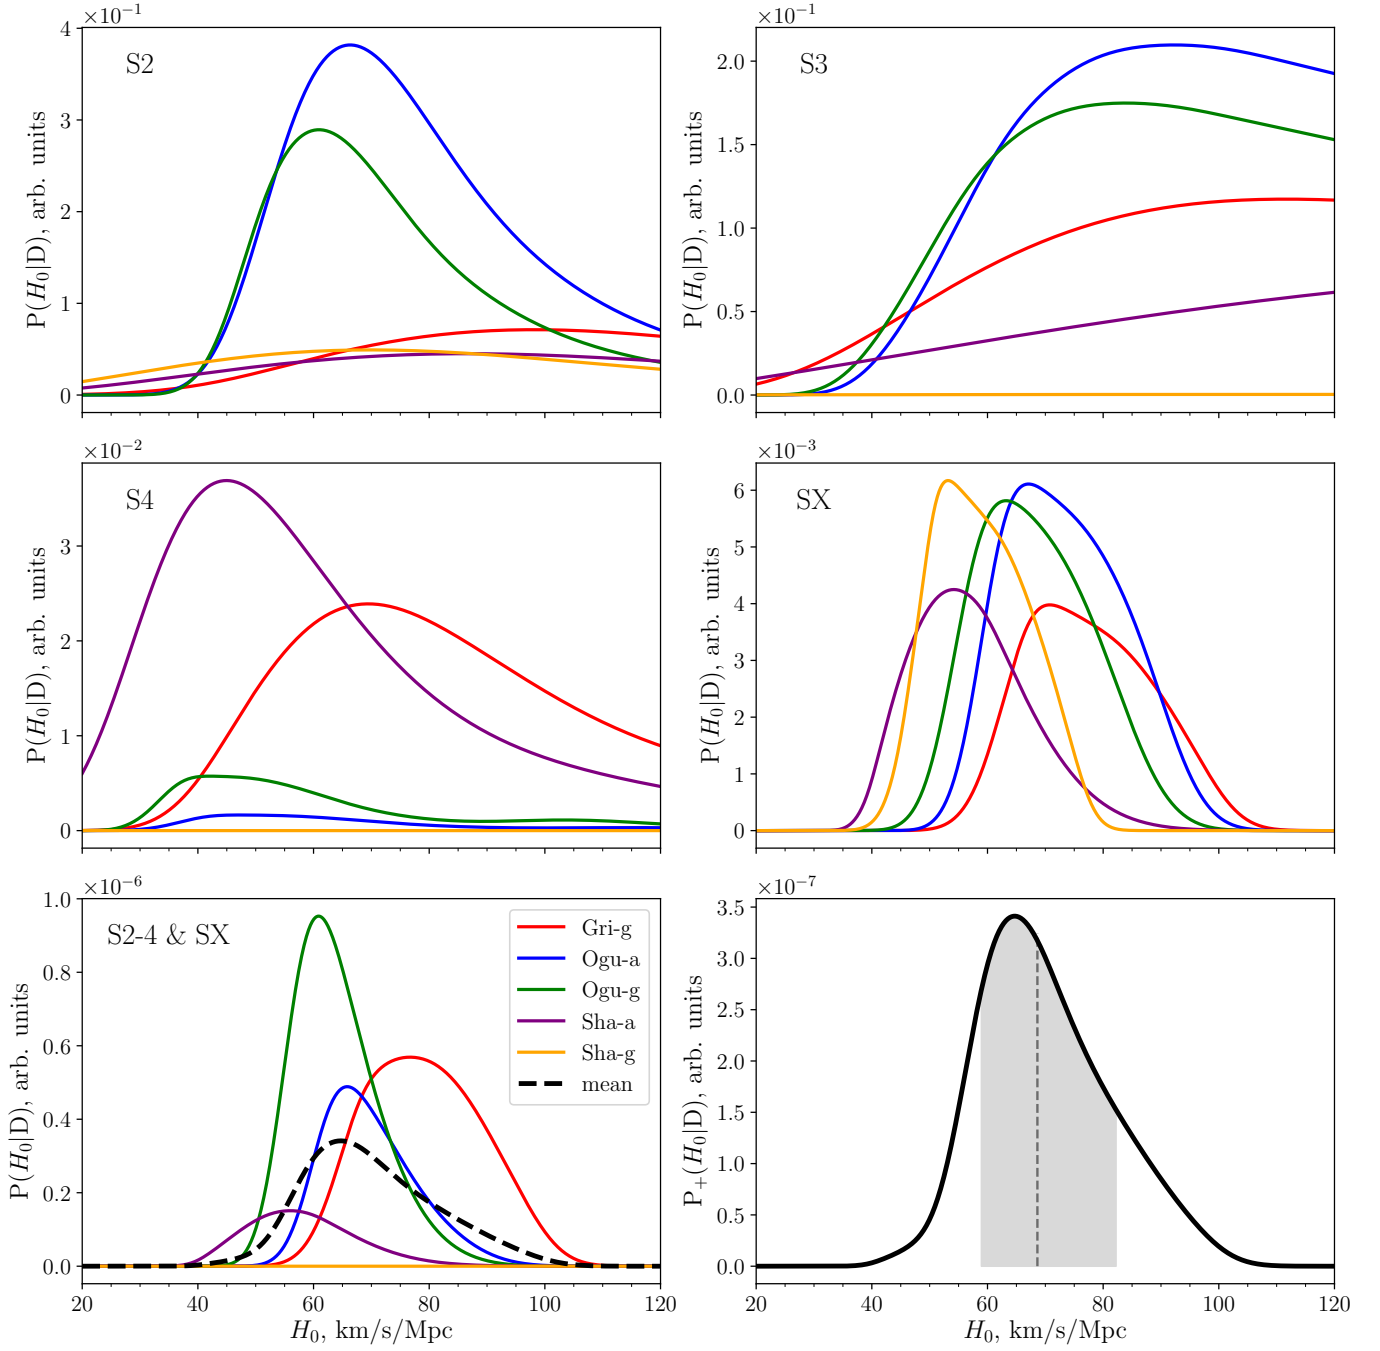 ×10⁻¹
S2
4
3
2
1
0
P(H₀|D), arb. units
×10⁻¹
S3
2.0
1.5
1.0
0.5
0.0
P(H₀|D), arb. units
×10⁻²
S4
3
2
1
0
P(H₀|D), arb. units
×10⁻³
SX
6
5
4
3
2
1
0
P(H₀|D), arb. units
×10⁻⁶
S2-4 & SX
1.0
0.8
0.6
0.4
0.2
0.0
P(H₀|D), arb. units
Gri-g
Ogu-a
Ogu-g
Sha-a
Sha-g
mean
20 40 60 80 100 120
H₀, km/s/Mpc
×10⁻⁷
3.5
3.0
2.5
2.0
1.5
1.0
0.5
0.0
P₊(H₀|D), arb. units
20 40 60 80 100 120
H₀, km/s/Mpc